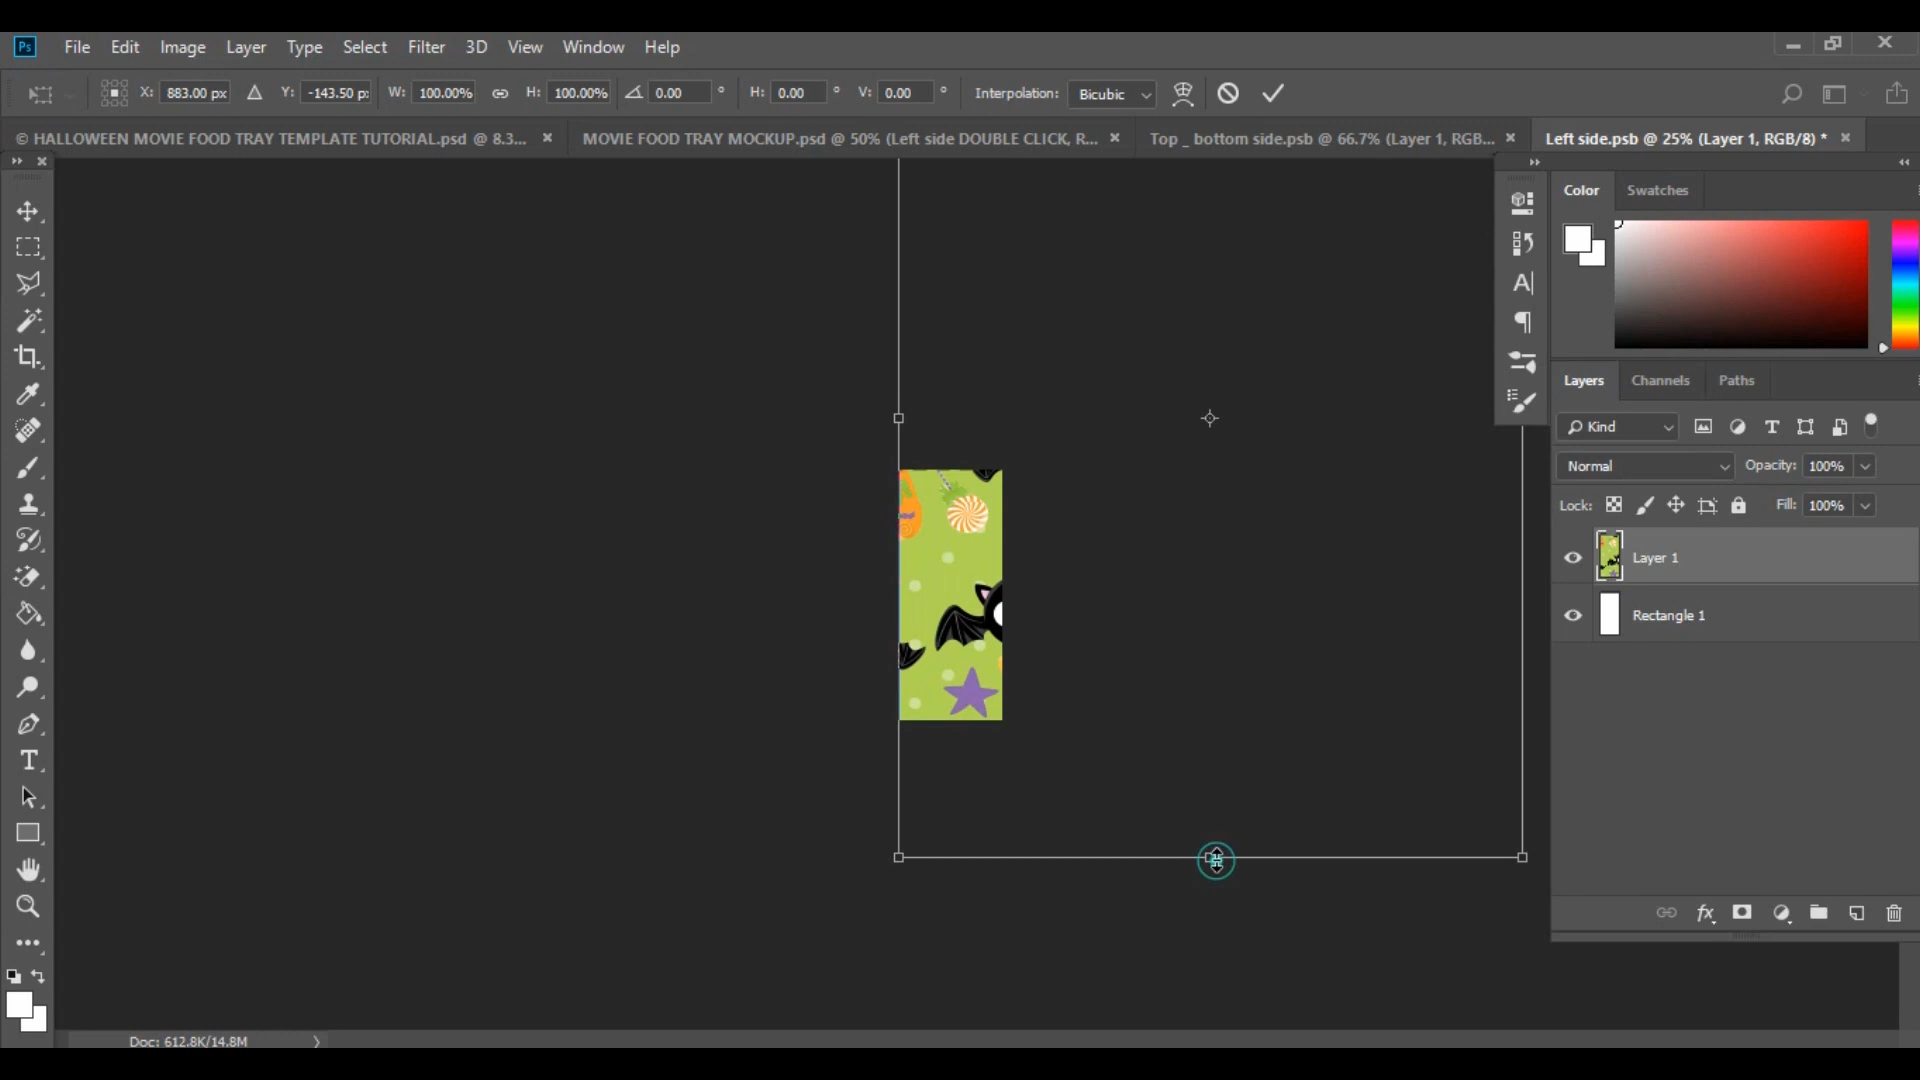 Ps File Edit Image Layer Type Select Filter 3D View Window Help
X: 883.00 px Y: -143.50 px W: 100.00% H: 100.00% 0.00 ° H: 0.00 ° V: 0.00 ° Interpolation: Bicubic
© HALLOWEEN MOVIE FOOD TRAY TEMPLATE TUTORIAL.psd @ 8.3... MOVIE FOOD TRAY MOCKUP.psd @ 50% (Left side DOUBLE CLICK, R... Top _ bottom side.psb @ 66.7% (Layer 1, RGB... Left side.psb @ 25% (Layer 1, RGB/8) *
Color Swatches
Layers Channels Paths
Kind
Normal Opacity: 100%
Lock: Fill: 100%
Layer 1
Rectangle 1
fx
Doc: 612.8K/14.8M